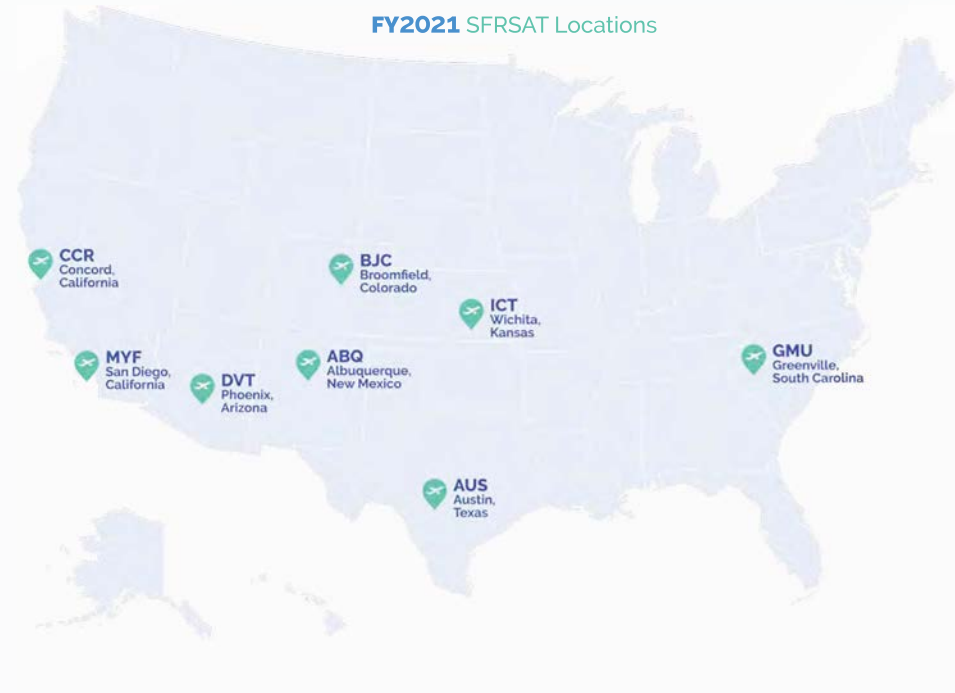 FY2021 SFRSAT Locations
CCR
Concord,
California
BJC
Broomfield,
Colorado
ICT
Wichita,
Kansas
MYF
San Diego,
California
DVT
Phoenix,
Arizona
ABQ
Albuquerque,
New Mexico
GMU
Greenville,
South Carolina
AUS
Austin,
Texas